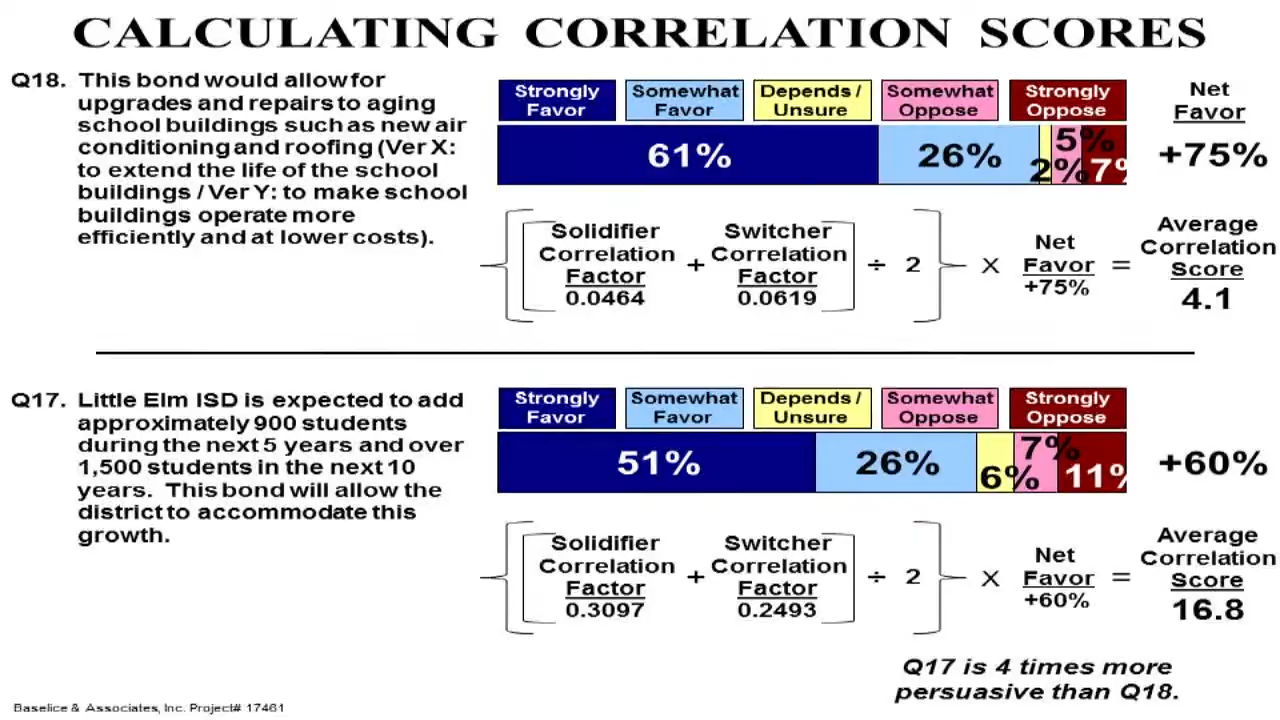 CALCULATING CORRELATION SCORES
Q18. This bond would allow for
upgrades and repairs to aging
school buildings such as new air
conditioning and roofing (Ver X:
to extend the life of the school
buildings / Ver Y: to make school
buildings operate more
efficiently and at lower costs).
Strongly Favor
Somewhat Favor
Depends / Unsure
Somewhat Oppose
Strongly Oppose
Net Favor
61%
26%
2%
5%
7%
+75%
Solidifier
Correlation
Factor
0.0464
+
Switcher
Correlation
Factor
0.0619
÷ 2
X
Net
Favor
+75%
=
Average
Correlation
Score
4.1
Q17. Little Elm ISD is expected to add
approximately 900 students
during the next 5 years and over
1,500 students in the next 10
years. This bond will allow the
district to accommodate this
growth.
Strongly Favor
Somewhat Favor
Depends / Unsure
Somewhat Oppose
Strongly Oppose
51%
26%
6%
7%
11%
+60%
Solidifier
Correlation
Factor
0.3097
+
Switcher
Correlation
Factor
0.2493
÷ 2
X
Net
Favor
+60%
=
Average
Correlation
Score
16.8
Q17 is 4 times more
persuasive than Q18.
Baselice & Associates, Inc. Project# 17461